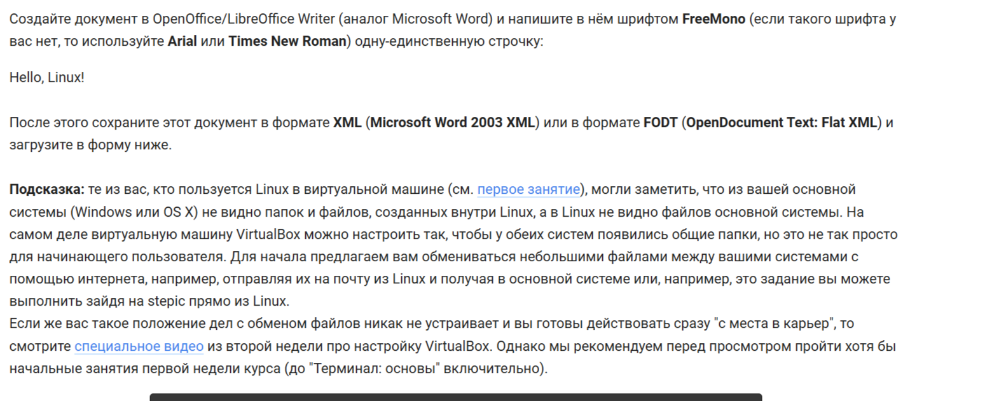 Создайте документ в OpenOffice/LibreOffice Writer (аналог Microsoft Word) и напишите в нём шрифтом FreeMono (если такого шрифта у
вас нет, то используйте Arial или Times New Roman) одну-единственную строчку:
Hello, Linux!
После этого сохраните этот документ в формате XML (Microsoft Word 2003 XML) или в формате FODT (OpenDocument Text: Flat XML) и
загрузите в форму ниже.
Подсказка: те из вас, кто пользуется Linux в виртуальной машине (см. первое занятие), могли заметить, что из вашей основной
системы (Windows или OS X) не видно папок и файлов, созданных внутри Linux, а в Linux не видно файлов основной системы. На
самом деле виртуальную машину VirtualBox можно настроить так, чтобы у обеих систем появились общие папки, но это не так просто
для начинающего пользователя. Для начала предлагаем вам обмениваться небольшими файлами между вашими системами с
помощью интернета, например, отправляя их на почту из Linux и получая в основной системе или, например, это задание вы можете
выполнить зайдя на stepic прямо из Linux.
Если же вас такое положение дел с обменом файлов никак не устраивает и вы готовы действовать сразу "с места в карьер", то
смотрите специальное видео из второй недели про настройку VirtualBox. Однако мы рекомендуем перед просмотром пройти хотя бы
начальные занятия первой недели курса (до "Терминал: основы" включительно).